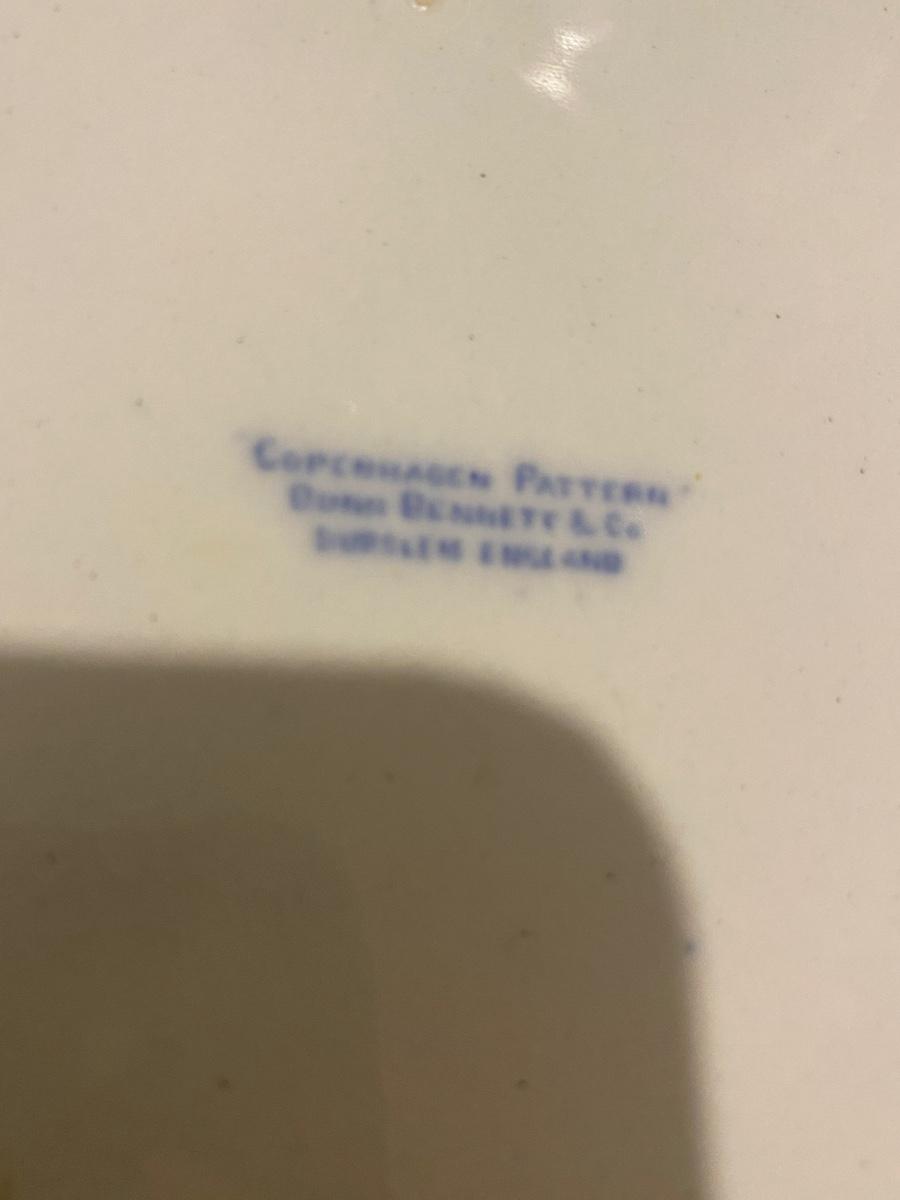 "COPENHAGEN PATTERN"
DUNN BENNETT & CO
BURSLEM ENGLAND